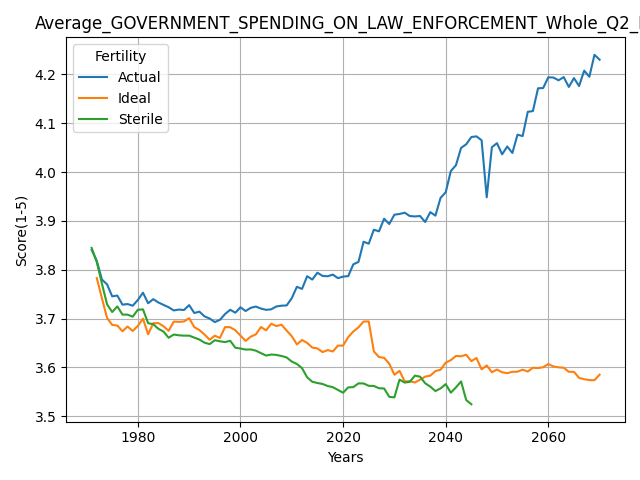 Average_GOVERNMENT_SPENDING_ON_LAW_ENFORCEMENT_Whole_Q2_
Fertility
Actual
Ideal
Sterile
Score(1-5)
4.2
4.1
4.0
3.9
3.8
3.7
3.6
3.5
1980
2000
2020
2040
2060
Years